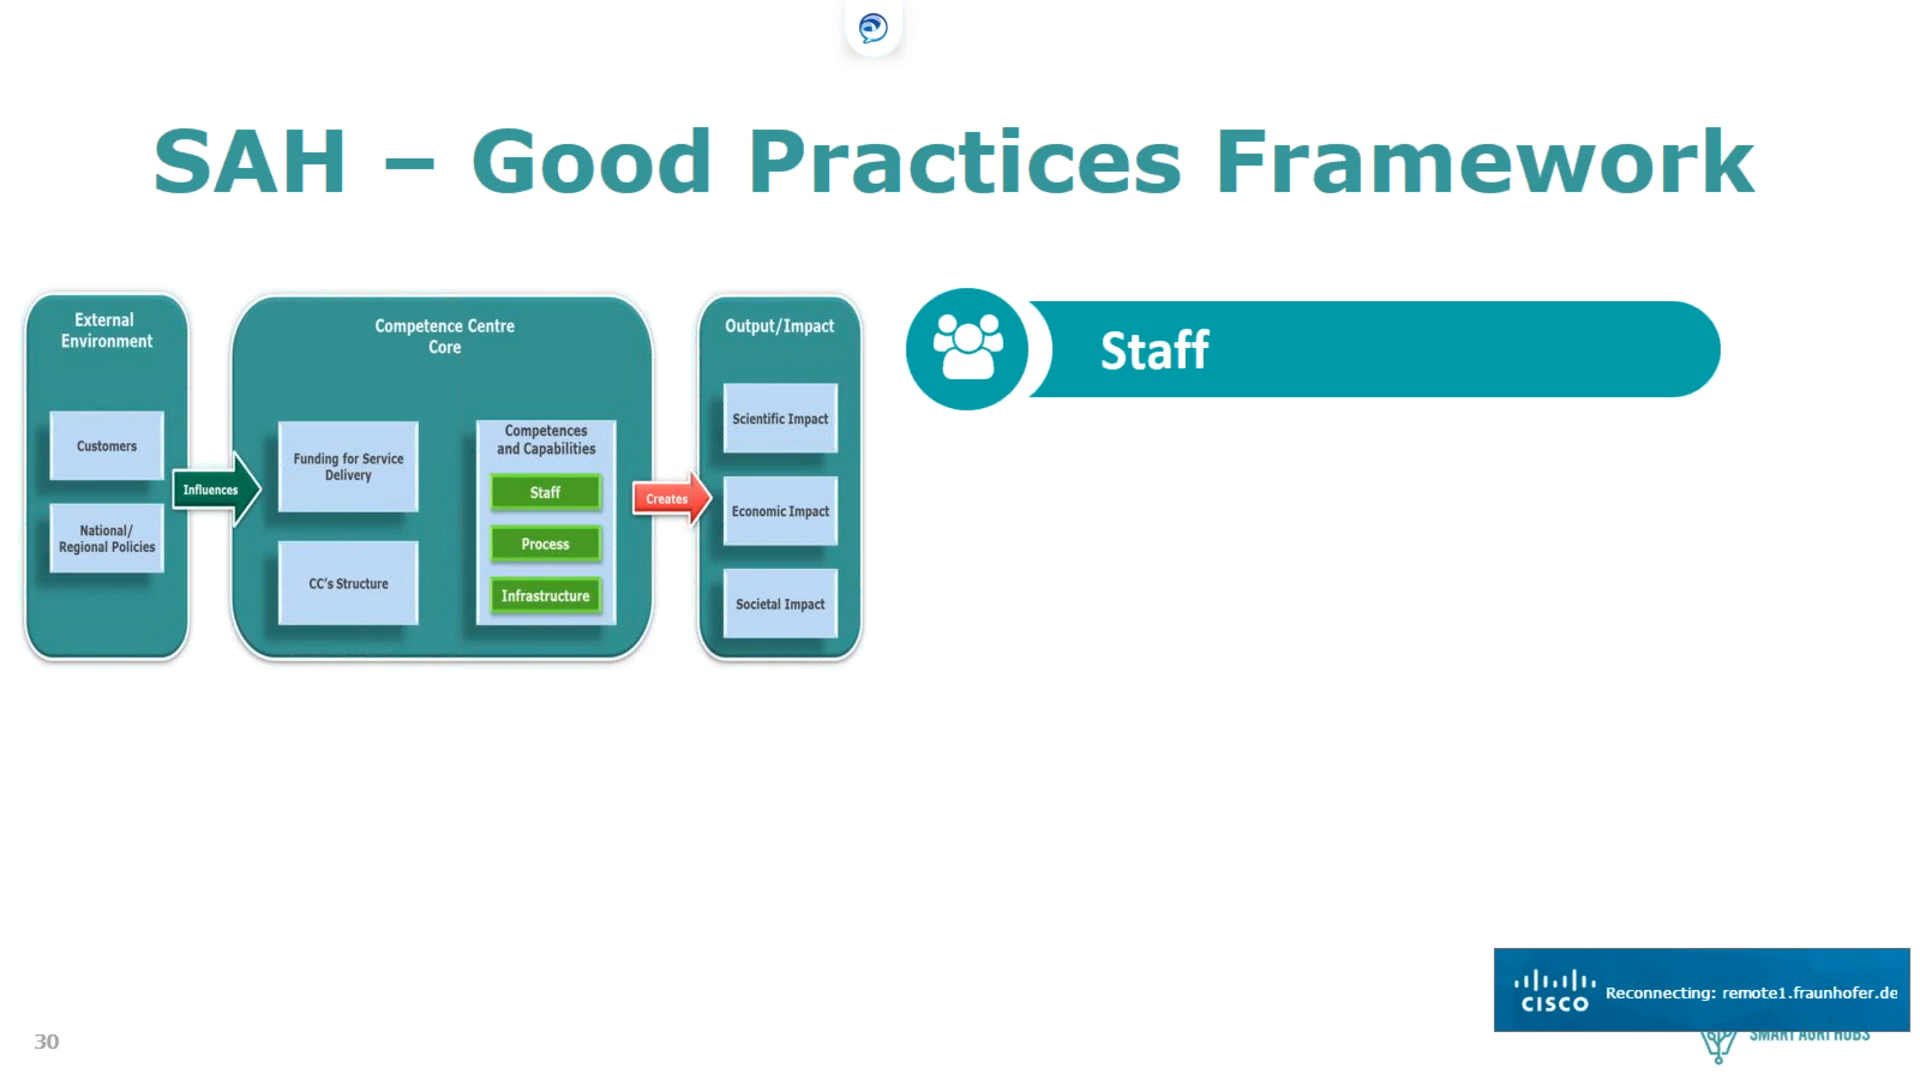 SAH – Good Practices Framework
External
Environment
Customers
National/
Regional Policies
Influences
Competence Centre
Core
Funding for Service
Delivery
CC's Structure
Competences
and Capabilities
Staff
Process
Infrastructure
Creates
Output/Impact
Scientific Impact
Economic Impact
Societal Impact
Staff
CISCO
Reconnecting: remote1.fraunhofer.de
SMART AGRI HUBS
30